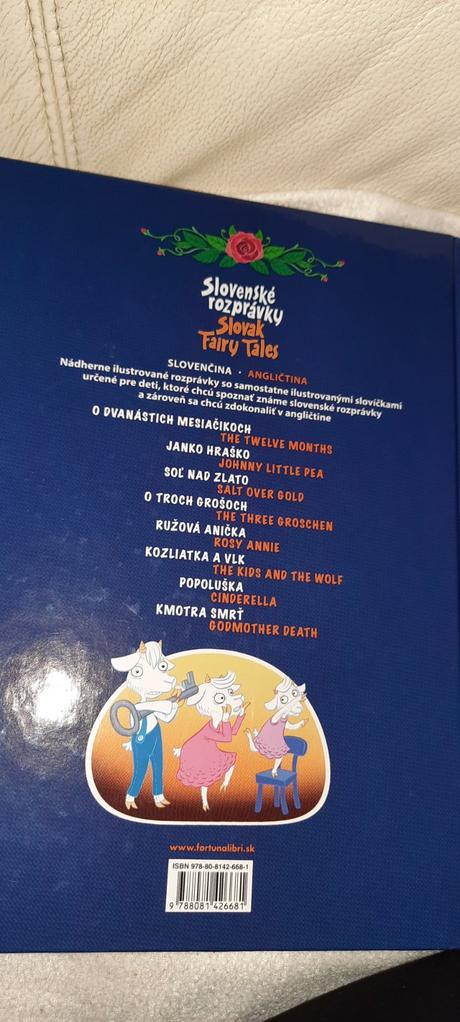 Slovenské
rozprávky
Slovak
Fairy Tales
SLOVENČINA · ANGLIČTINA
Nádherne ilustrované rozprávky so samostatne ilustrovanými slovíčkami
určené pre deti, ktoré chcú spoznať známe slovenské rozprávky
a zároveň sa chcú zdokonaliť v angličtine
O DVANÁSTICH MESIAČIKOCH
THE TWELVE MONTHS
JANKO HRAŠKO
JOHNNY LITTLE PEA
SOĽ NAD ZLATO
SALT OVER GOLD
O TROCH GROŠOCH
THE THREE GROSCHEN
RUŽOVÁ ANIČKA
ROSY ANNIE
KOZLIATKA A VLK
THE KIDS AND THE WOLF
POPOLUŠKA
CINDERELLA
KMOTRA SMRŤ
GODMOTHER DEATH
www.fortunalibri.sk
ISBN 978-80-8142-668-1
9 788081 426681